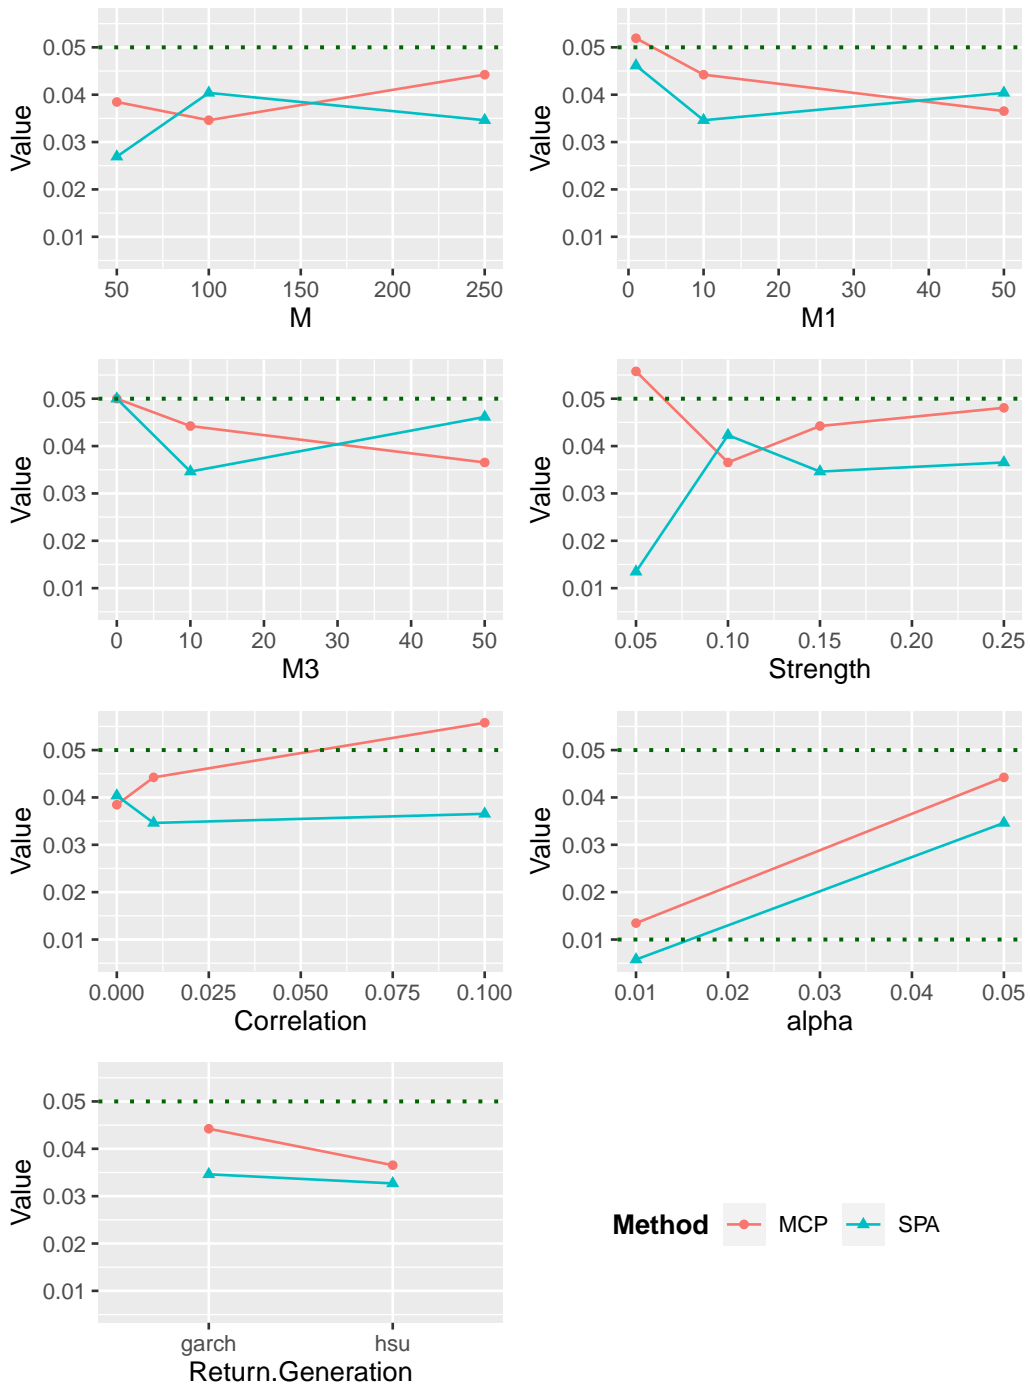 0.05
0.04
0.03
0.02
0.01
Value
50 100 150 200 250
M
0.05
0.04
0.03
0.02
0.01
Value
0 10 20 30 40 50
M1
0.05
0.04
0.03
0.02
0.01
Value
0 10 20 30 40 50
M3
0.05
0.04
0.03
0.02
0.01
Value
0.05 0.10 0.15 0.20 0.25
Strength
0.05
0.04
0.03
0.02
0.01
Value
0.000 0.025 0.050 0.075 0.100
Correlation
0.05
0.04
0.03
0.02
0.01
Value
0.01 0.02 0.03 0.04 0.05
alpha
0.05
0.04
0.03
0.02
0.01
Value
garch hsu
Return.Generation
Method MCP SPA